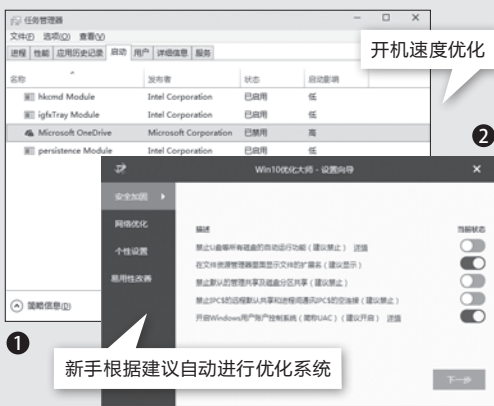 任务管理器
文件(F) 选项(O) 查看(V)
进程 性能 应用历史记录 启动 用户 详细信息 服务
名称 发布者 状态 启动影响
hkcmd Module Intel Corporation 已启用 低
igfxTray Module Intel Corporation 已启用 低
Microsoft OneDrive Microsoft Corporation 已禁用 高
persistence Module Intel Corporation 已启用 低
简略信息(D)
开机速度优化
❶
❷
Win10优化大师 - 设置向导
安全加固
网络优化
个性设置
易用性改善
描述 当前状态
禁止U盘等所有磁盘的自动运行功能（建议禁止） 详情
在文件资源管理器里面显示文件的扩展名（建议显示）
禁止默认的管理共享及磁盘分区共享（建议禁止）
禁止IPC$的远程默认共享和进程间通讯IPC$的空连接（建议禁止）
开启Windows用户账户控制系统（简称UAC）（建议开启） 详情
下一步
新手根据建议自动进行优化系统